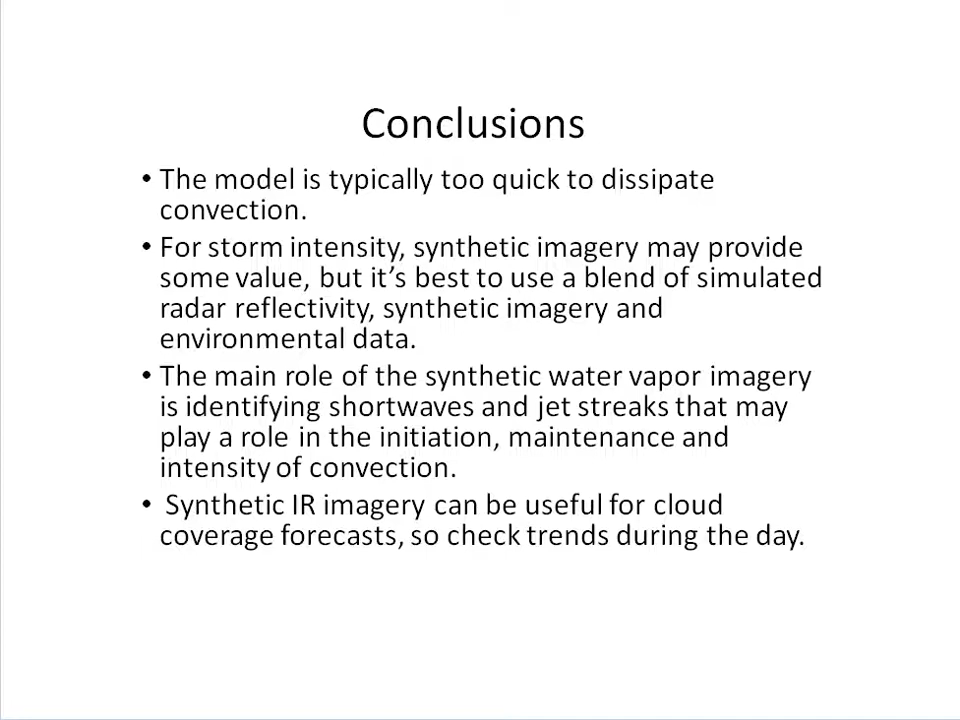 Conclusions
• The model is typically too quick to dissipate
convection.
• For storm intensity, synthetic imagery may provide
some value, but it’s best to use a blend of simulated
radar reflectivity, synthetic imagery and
environmental data.
• The main role of the synthetic water vapor imagery
is identifying shortwaves and jet streaks that may
play a role in the initiation, maintenance and
intensity of convection.
• Synthetic IR imagery can be useful for cloud
coverage forecasts, so check trends during the day.